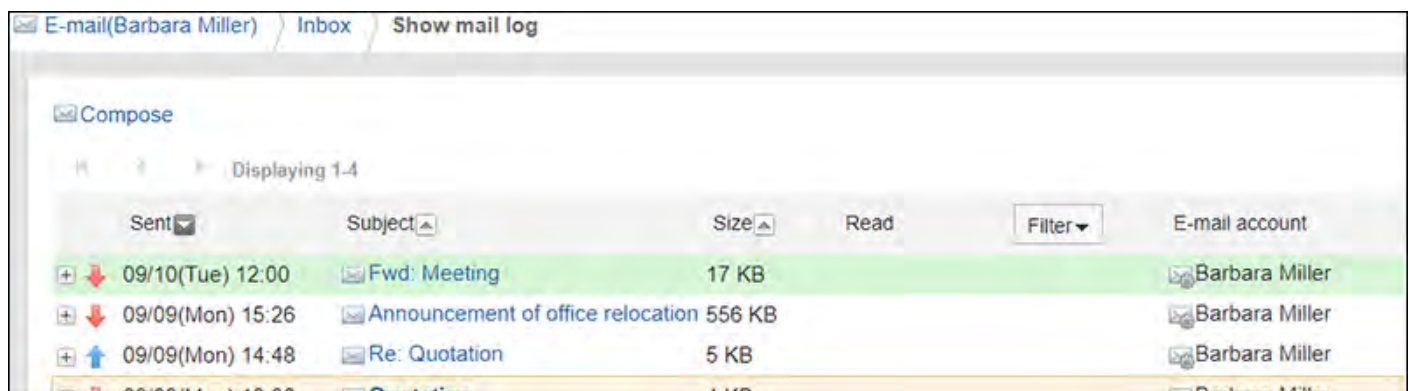 E-mail(Barbara Miller) Inbox Show mail log
Compose
Displaying 1-4
Sent Subject Size Read Filter E-mail account
09/10(Tue) 12:00 Fwd: Meeting 17 KB Barbara Miller
09/09(Mon) 15:26 Announcement of office relocation 556 KB Barbara Miller
09/09(Mon) 14:48 Re: Quotation 5 KB Barbara Miller